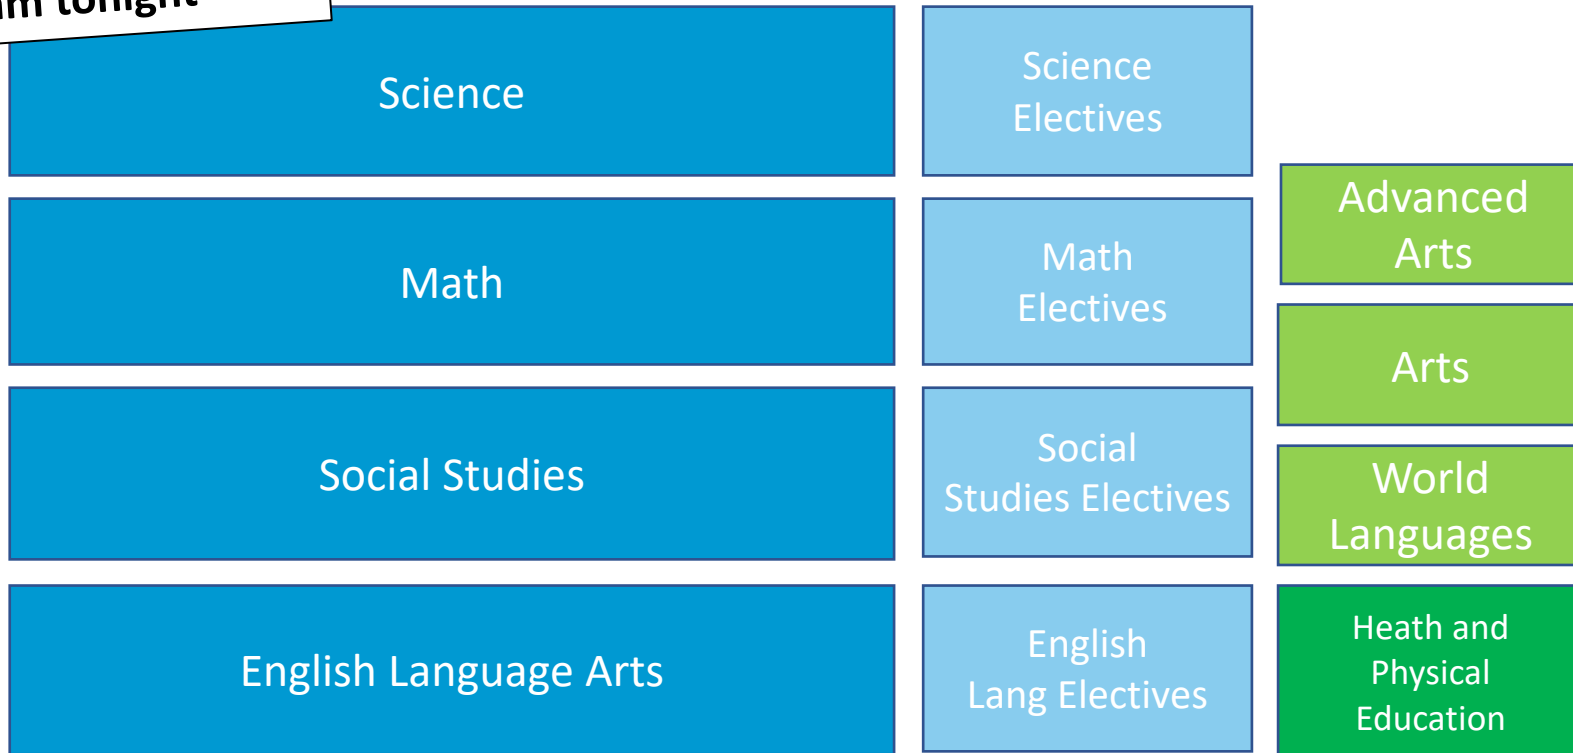 tonight
Science
Science
Electives
Math
Math
Electives
Social Studies
Social
Studies Electives
English Language Arts
English
Lang Electives
Advanced
Arts
Arts
World
Languages
Heath and
Physical
Education